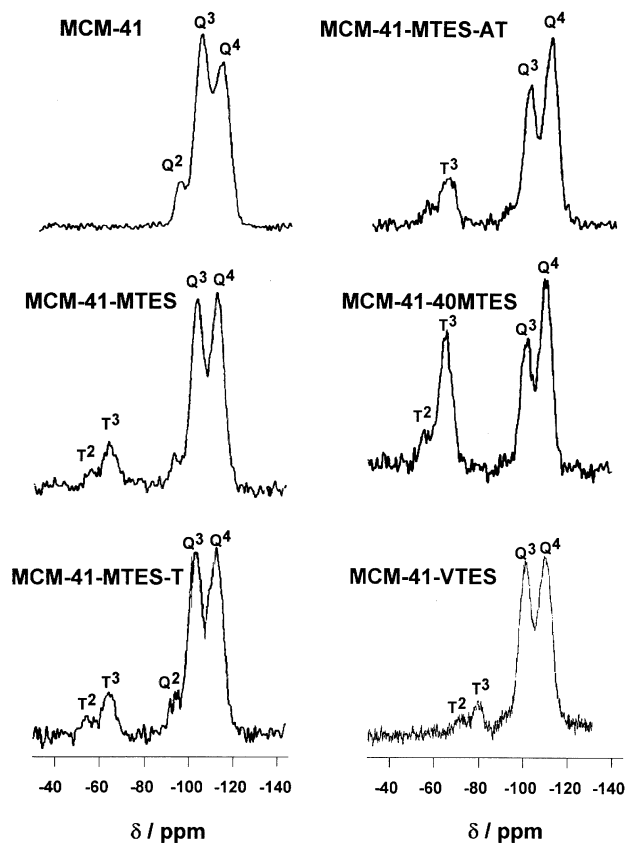 MCM-41
Q2
Q3
Q4
MCM-41-MTES-AT
T3
Q3
Q4
MCM-41-MTES
T2
T3
Q3
Q4
MCM-41-40MTES
T2
T3
Q3
Q4
MCM-41-MTES-T
T2
T3
Q2
Q3
Q4
MCM-41-VTES
T2
T3
Q3
Q4
-40 -60 -80 -100 -120 -140
δ / ppm
-40 -60 -80 -100 -120 -140
δ / ppm